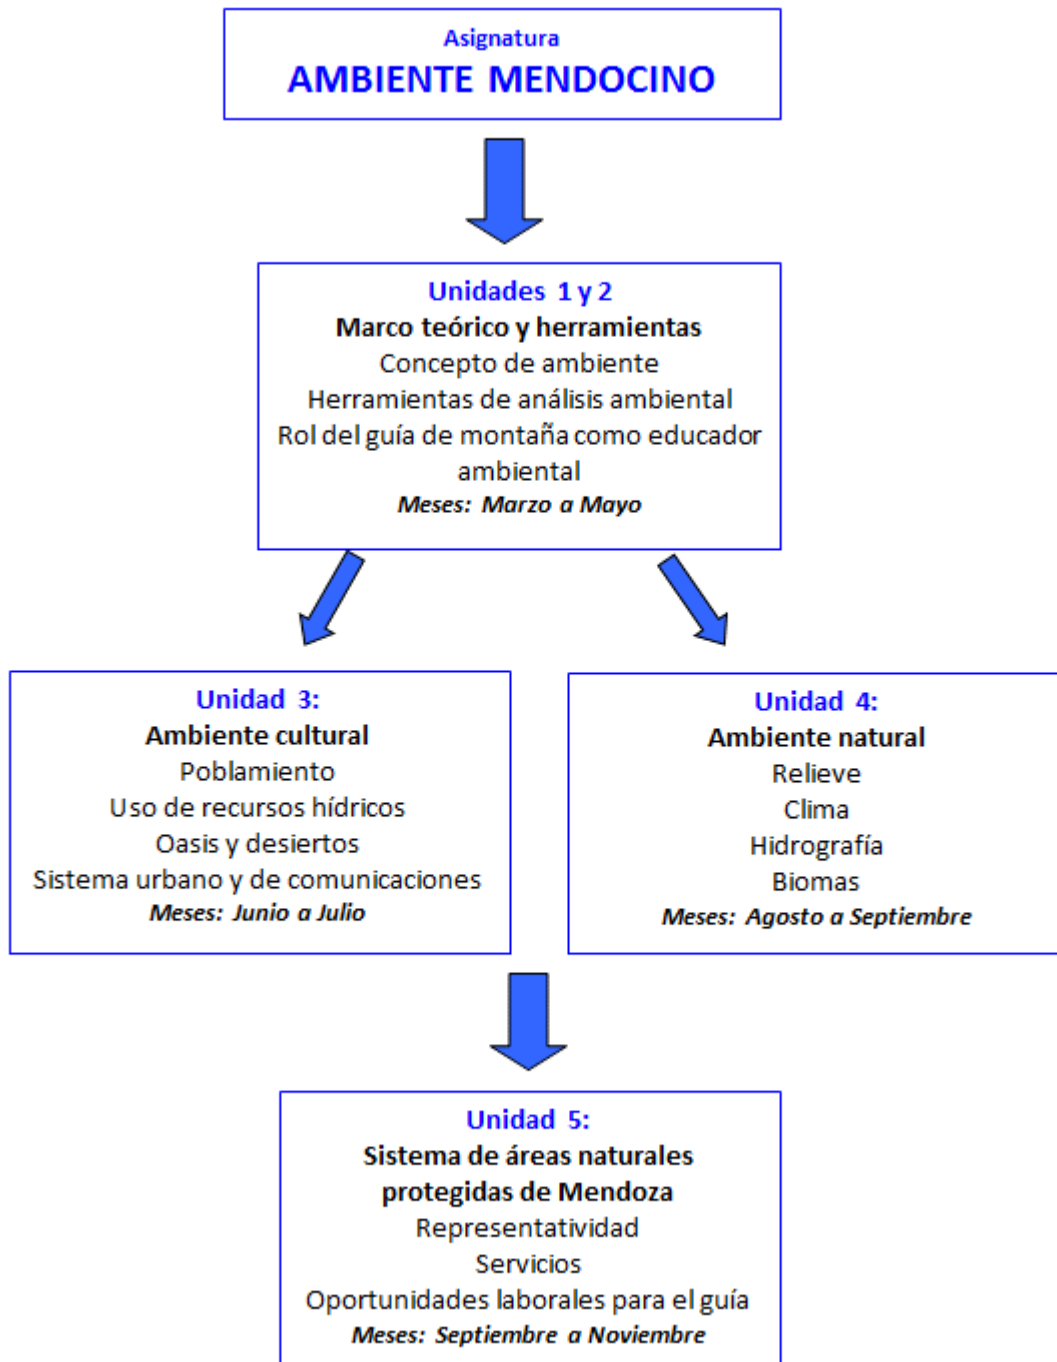 Asignatura
AMBIENTE MENDOCINO
Unidades 1 y 2
Marco teórico y herramientas
Concepto de ambiente
Herramientas de análisis ambiental
Rol del guía de montaña como educador
ambiental
Meses: Marzo a Mayo
Unidad 3:
Ambiente cultural
Poblamiento
Uso de recursos hídricos
Oasis y desiertos
Sistema urbano y de comunicaciones
Meses: Junio a Julio
Unidad 4:
Ambiente natural
Relieve
Clima
Hidrografía
Biomas
Meses: Agosto a Septiembre
Unidad 5:
Sistema de áreas naturales
protegidas de Mendoza
Representatividad
Servicios
Oportunidades laborales para el guía
Meses: Septiembre a Noviembre